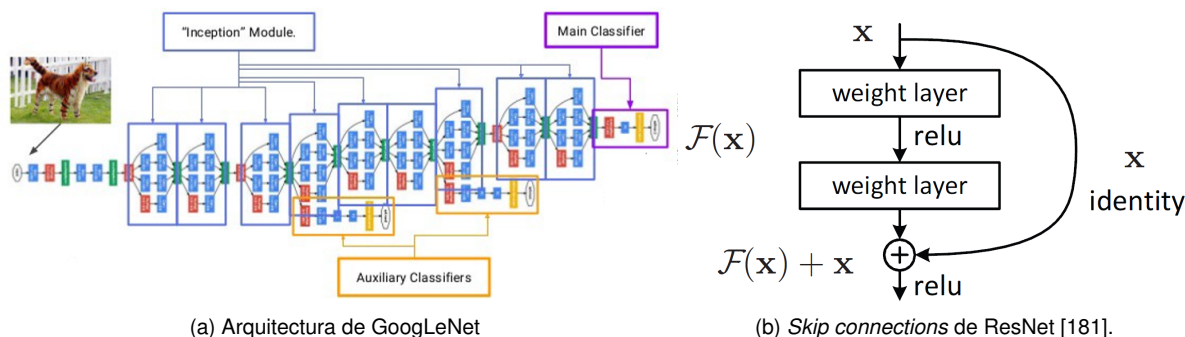 "Inception" Module.
Main Classifier
Auxiliary Classifiers
(a) Arquitectura de GoogLeNet
x
weight layer
relu
F(x)
weight layer
x
identity
F(x) + x
relu
(b) Skip connections de ResNet [181].